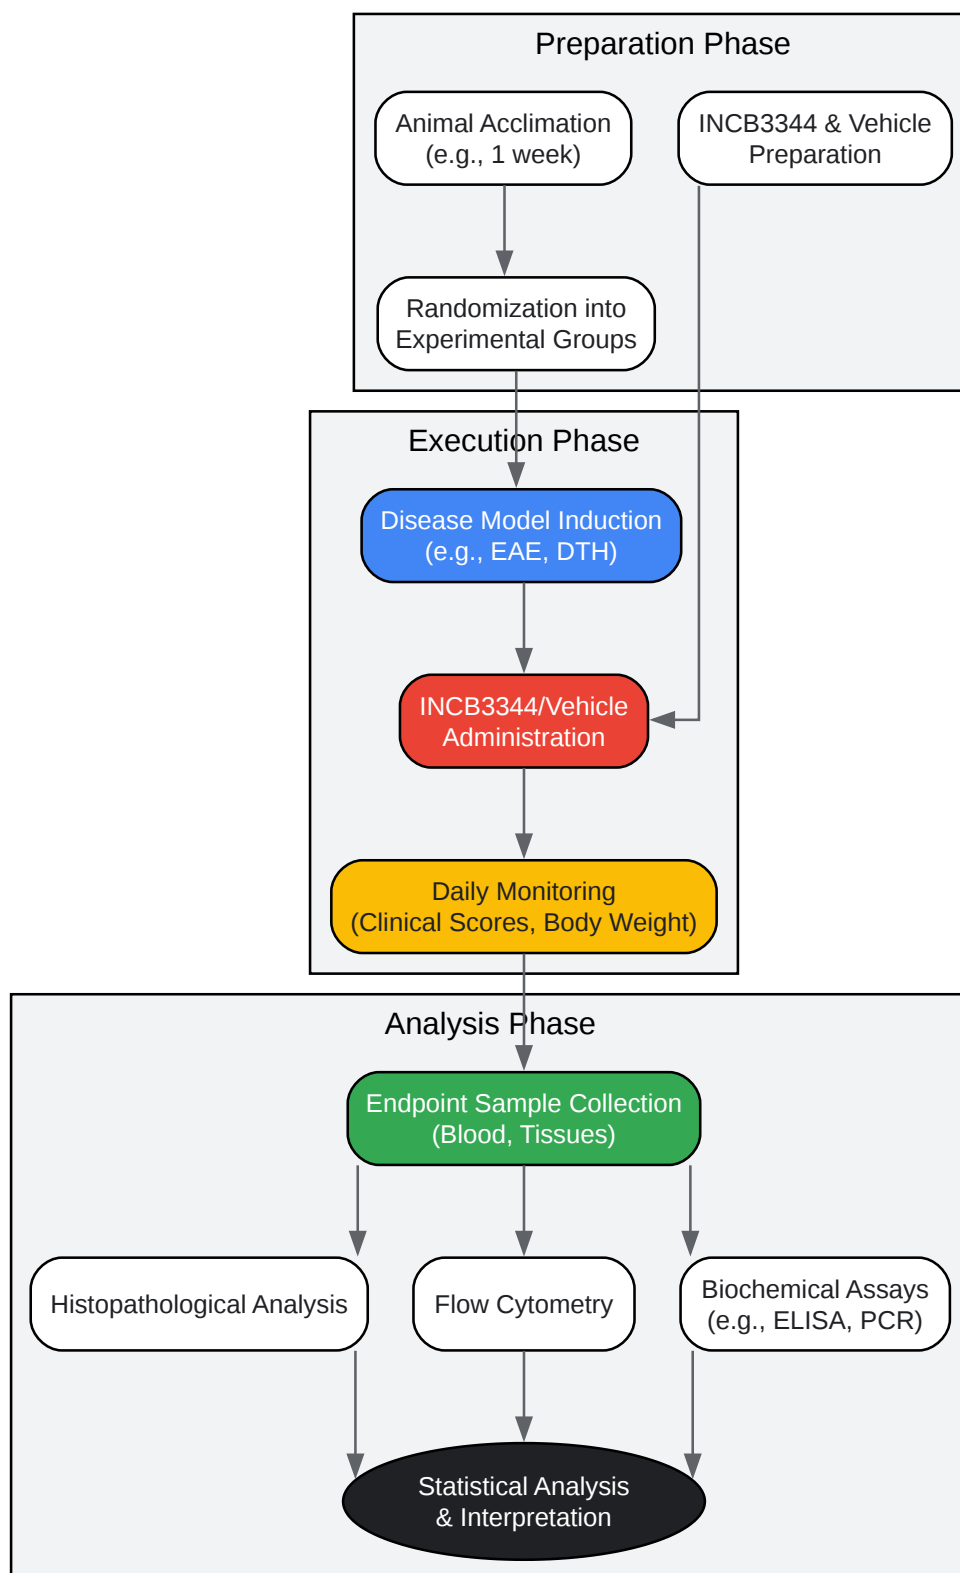 Preparation Phase
Animal Acclimation
(e.g., 1 week)
INCB3344 & Vehicle
Preparation
Randomization into
Experimental Groups
Execution Phase
Disease Model Induction
(e.g., EAE, DTH)
INCB3344/Vehicle
Administration
Daily Monitoring
(Clinical Scores, Body Weight)
Analysis Phase
Endpoint Sample Collection
(Blood, Tissues)
Histopathological Analysis
Flow Cytometry
Biochemical Assays
(e.g., ELISA, PCR)
Statistical Analysis
& Interpretation